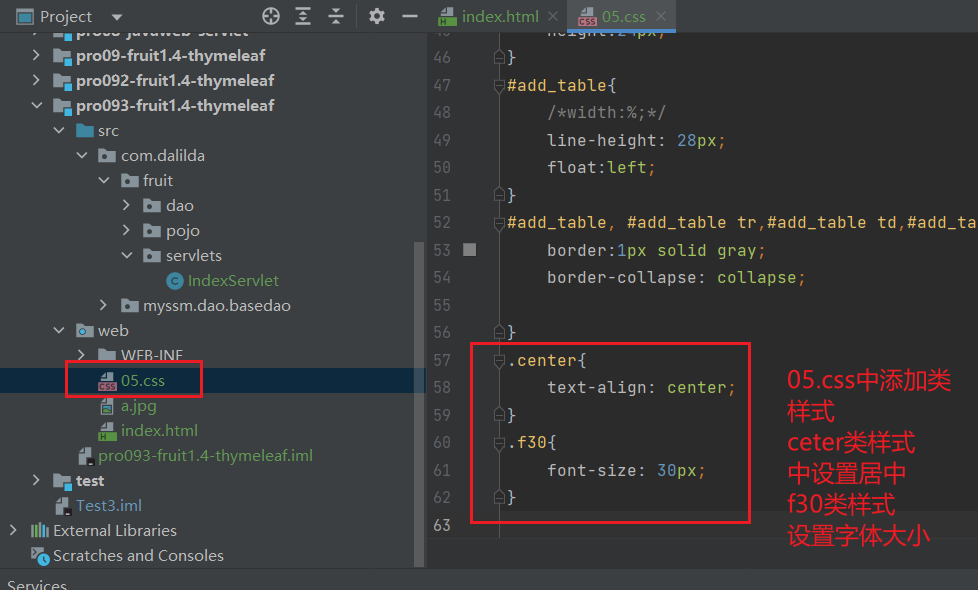 Project
index.html
05.css
pro08-javaweb-servlet
pro09-fruit1.4-thymeleaf
pro092-fruit1.4-thymeleaf
pro093-fruit1.4-thymeleaf
src
com.dalilda
fruit
dao
pojo
servlets
IndexServlet
myssm.dao.basedao
web
WEB-INF
05.css
a.jpg
index.html
pro093-fruit1.4-thymeleaf.iml
test
Test3.iml
External Libraries
Scratches and Consoles
Services
height:24px;
46 }
47 #add_table{
48 /*width:%;*/
49 line-height: 28px;
50 float:left;
51 }
52 #add_table, #add_table tr,#add_table td,#add_ta
53 border:1px solid gray;
54 border-collapse: collapse;
55
56 }
57 .center{
58 text-align: center;
59 }
60 .f30{
61 font-size: 30px;
62 }
63
05.css中添加类
样式
ceter类样式
中设置居中
f30类样式
设置字体大小